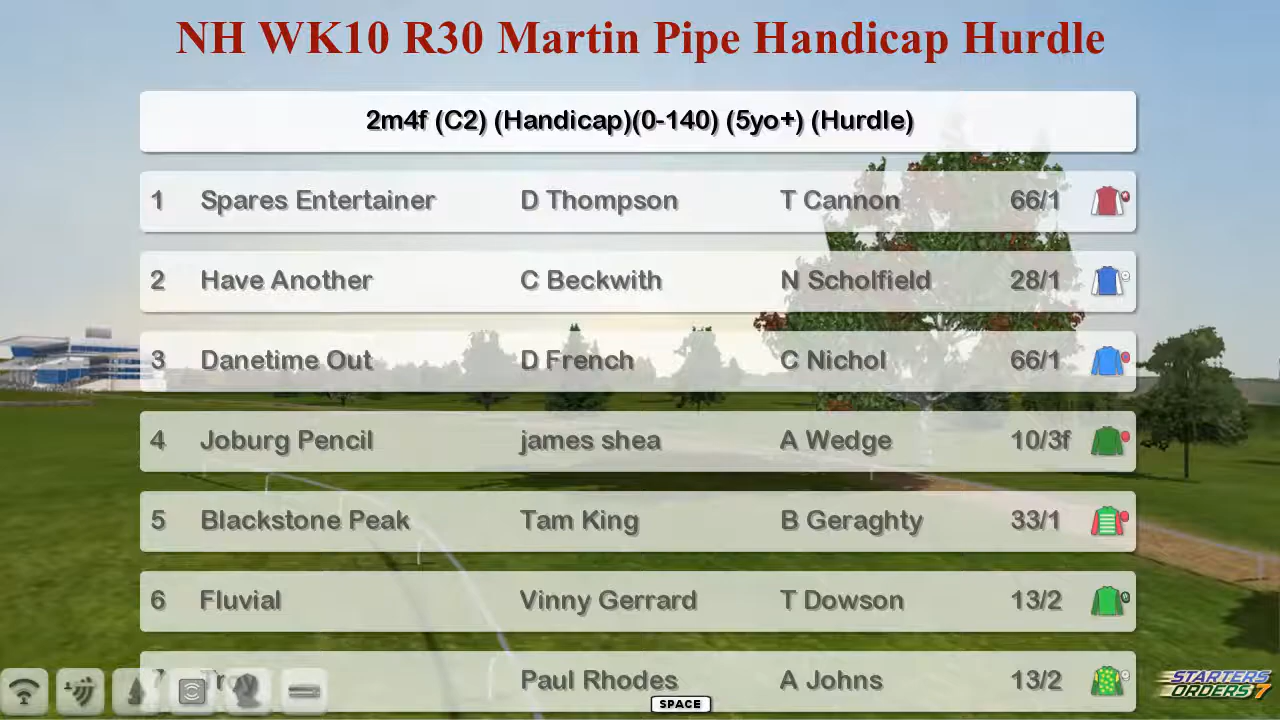 NH WK10 R30 Martin Pipe Handicap Hurdle
2m4f (C2) (Handicap)(0-140) (5yo+) (Hurdle)
1 Spares Entertainer D Thompson T Cannon 66/1
2 Have Another C Beckwith N Scholfield 28/1
3 Danetime Out D French C Nichol 66/1
4 Joburg Pencil james shea A Wedge 10/3f
5 Blackstone Peak Tam King B Geraghty 33/1
6 Fluvial Vinny Gerrard T Dowson 13/2
7 Paul Rhodes A Johns 13/2
SPACE
STARTERS
ORDERS 7